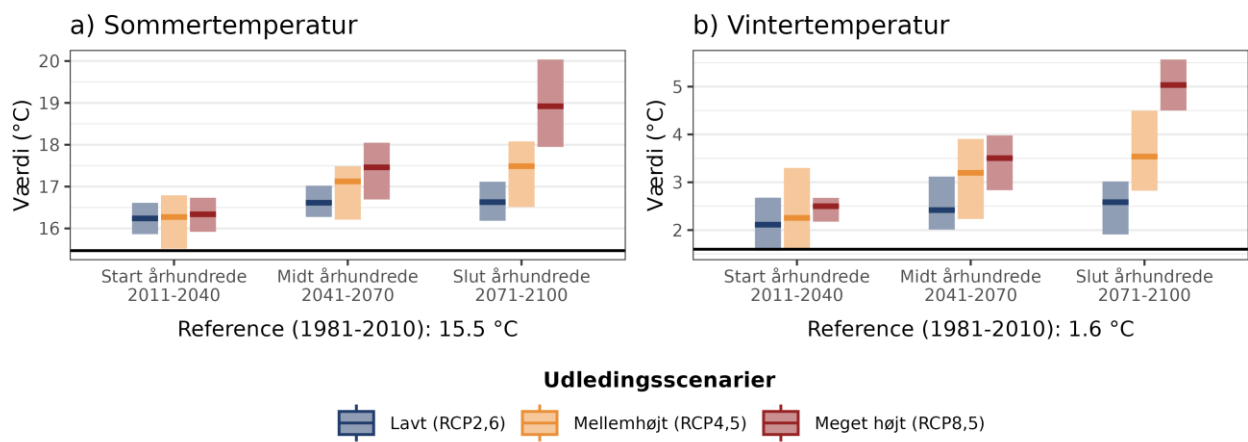 a) Sommertemperatur
Værdi (°C)
20
19
18
17
16
Start århundrede
2011-2040
Midt århundrede
2041-2070
Slut århundrede
2071-2100
Reference (1981-2010): 15.5 °C
b) Vintertemperatur
Værdi (°C)
5
4
3
2
Start århundrede
2011-2040
Midt århundrede
2041-2070
Slut århundrede
2071-2100
Reference (1981-2010): 1.6 °C
Udledingsscenarier
Lavt (RCP2,6)
Mellemhøjt (RCP4,5)
Meget højt (RCP8,5)